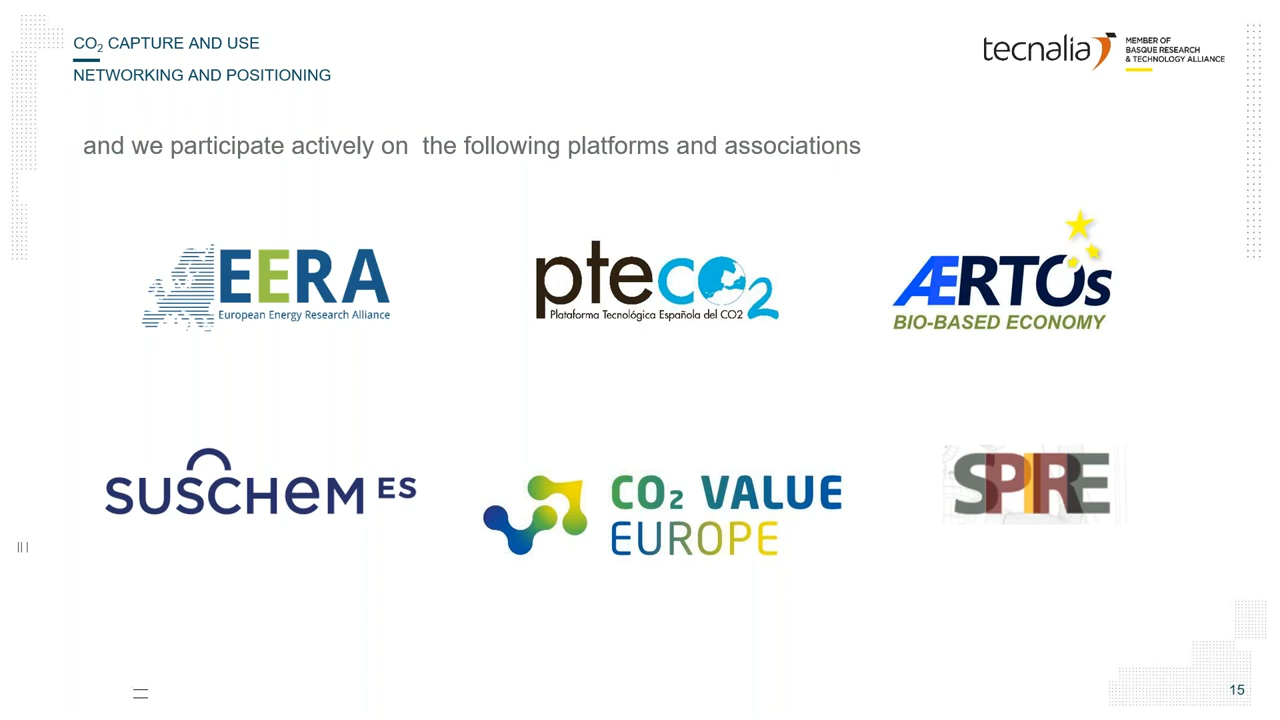 CO2 CAPTURE AND USE
NETWORKING AND POSITIONING
tecnalia
MEMBER OF
BASQUE RESEARCH
& TECHNOLOGY ALLIANCE
and we participate actively on the following platforms and associations
EERA
European Energy Research Alliance
pteco2
Plataforma Tecnológica Española del CO2
ÆRTOs
BIO-BASED ECONOMY
SUSCHEM ES
CO2 VALUE
EUROPE
SPIRE
15